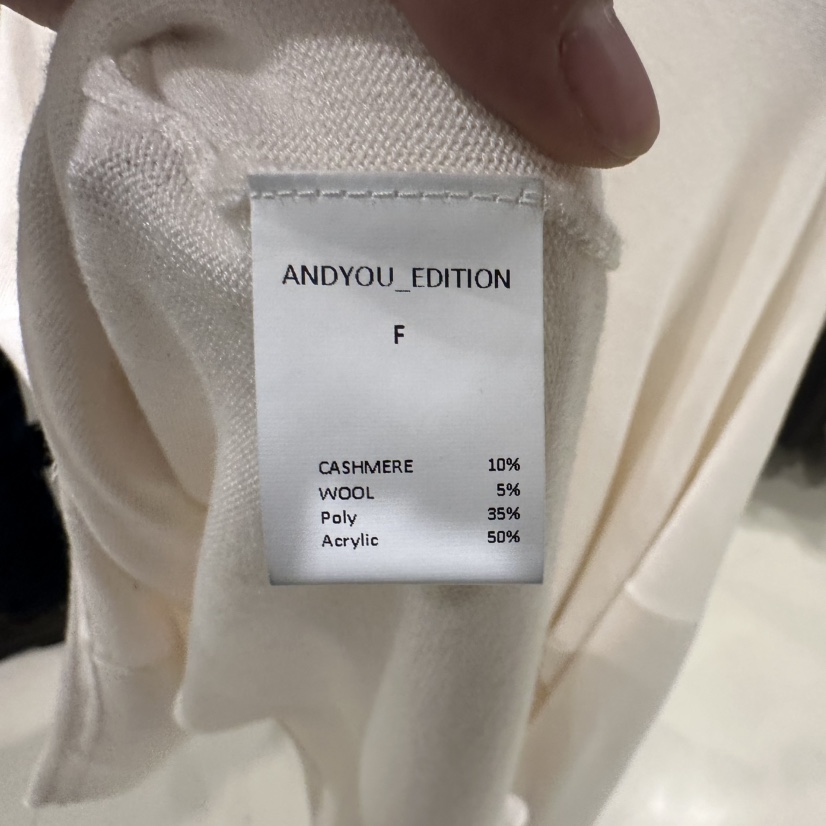 ANDYOU_EDITION
F
CASHMERE 10%
WOOL 5%
Poly 35%
Acrylic 50%